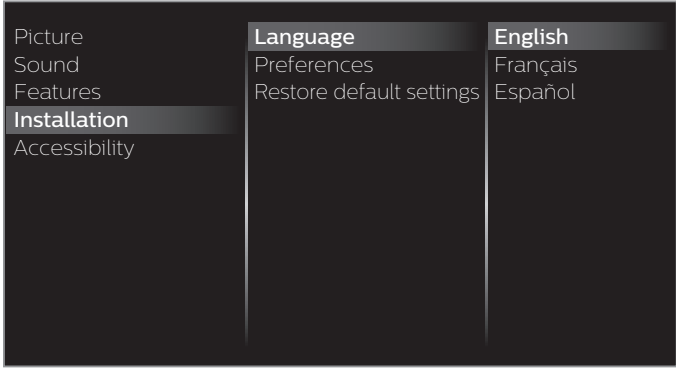 Picture
Sound
Features
Installation
Accessibility
Language
Preferences
Restore default settings
English
Français
Español